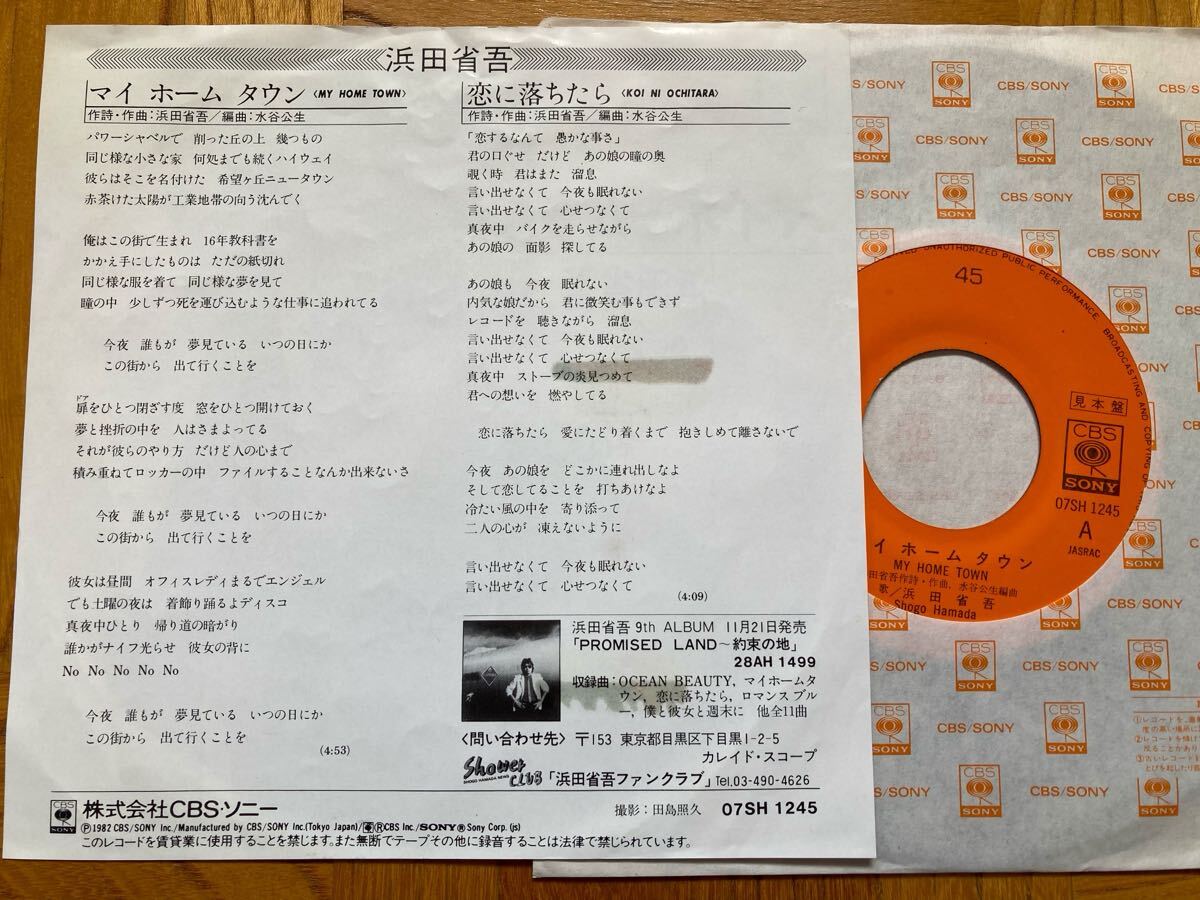 浜田省吾
マイ ホーム タウン〈MY HOME TOWN〉
作詩・作曲：浜田省吾／編曲：水谷公生
パワーシャベルで 削った丘の上 幾つもの
同じ様な小さな家 何処までも続くハイウェイ
彼らはそこを名付けた 希望ヶ丘ニュータウン
赤茶けた太陽が工業地帯の向う沈んでく
俺はこの街で生まれ 16年教科書を
かかえ手にしたものは ただの紙切れ
同じ様な服を着て 同じ様な夢を見て
瞳の中 少しずつ死を運び込むような仕事に追われてる
今夜 誰もが 夢見ている いつの日にか
この街から 出て行くことを
ドア
扉をひとつ閉ざす度 窓をひとつ開けておく
夢と挫折の中を 人はさまよってる
それが彼らのやり方 だけど人の心まで
積み重ねてロッカーの中 ファイルすることなんか出来ないさ
今夜 誰もが 夢見ている いつの日にか
この街から 出て行くことを
彼女は昼間 オフィスレディまるでエンジェル
でも土曜の夜は 着飾り踊るよディスコ
真夜中ひとり 帰り道の暗がり
誰かがナイフ光らせ 彼女の背に
No No No No No
今夜 誰もが 夢見ている いつの日にか
この街から 出て行くことを
(4:53)
恋に落ちたら〈KOI NI OCHITARA〉
作詩・作曲：浜田省吾／編曲：水谷公生
「恋するなんて 愚かな事さ」
君の口ぐせ だけど あの娘の瞳の奥
覗く時 君はまた 溜息
言い出せなくて 今夜も眠れない
言い出せなくて 心せつなくて
真夜中 バイクを走らせながら
あの娘の 面影 探してる
あの娘も 今夜 眠れない
内気な娘だから 君に微笑む事もできず
レコードを 聴きながら 溜息
言い出せなくて 今夜も眠れない
言い出せなくて 心せつなくて
真夜中 ストーブの炎見つめて
君への想いを 燃やしてる
恋に落ちたら 愛にたどり着くまで 抱きしめて離さないで
今夜 あの娘を どこかに連れ出しなよ
そして恋してることを 打ちあけなよ
冷たい風の中を 寄り添って
二人の心が 凍えないように
言い出せなくて 今夜も眠れない
言い出せなくて 心せつなくて
(4:09)
浜田省吾 9th ALBUM 11月21日発売
「PROMISED LAND〜約束の地」
28AH 1499
収録曲：OCEAN BEAUTY，マイホームタ
ウン，恋に落ちたら，ロマンスブル
ー，僕と彼女と週末に 他全11曲
〈問い合わせ先〉〒153 東京都目黒区下目黒1-2-5
カレイド・スコープ
Shower CLUB
SHOGO HAMADA NEWS
「浜田省吾ファンクラブ」Tel.03-490-4626
CBS SONY
株式会社CBS・ソニー
撮影：田島照久 07SH 1245
Ⓟ1982 CBS/SONY Inc./Manufactured by CBS/SONY Inc.(Tokyo Japan)/ⓇCBS Inc./SONY®Sony Corp. (js)
このレコードを賃貸業に使用することを禁じます。また無断でテープその他に録音することは法律で禁じられています。
UNAUTHORIZED PUBLIC PERFORMANCE, BROADCASTING AND COPYING OF
45
見本盤
CBS
SONY
07SH 1245
A
JASRAC
イ ホーム タウン
MY HOME TOWN
田省吾作詩・作曲，水谷公生編曲
歌／浜田省吾
Shogo Hamada
CBS/SONY